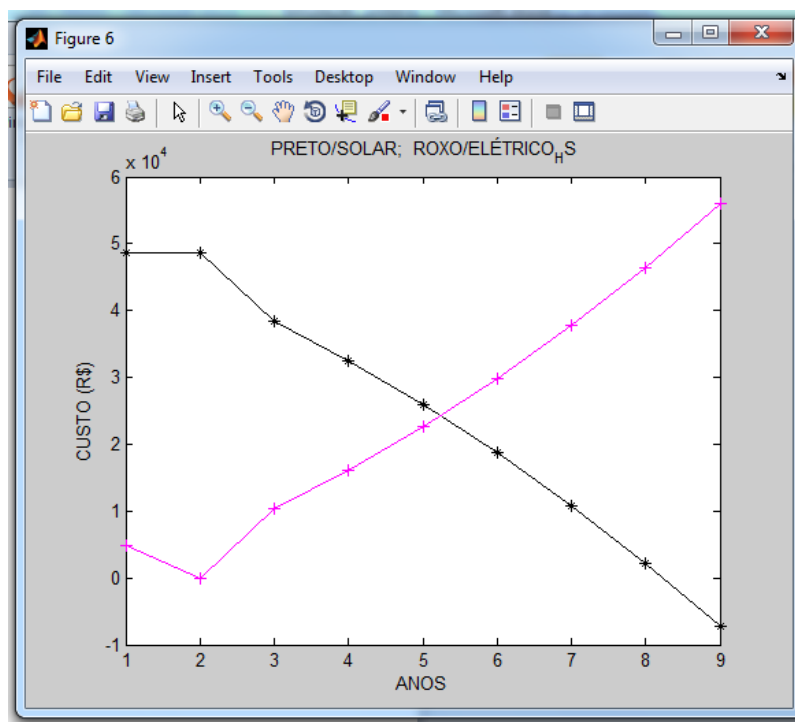 Figure 6
File Edit View Insert Tools Desktop Window Help
PRETO/SOLAR; ROXO/ELÉTRICO_HS
x 10^4
6
5
4
3
2
1
0
-1
CUSTO (R$)
1 2 3 4 5 6 7 8 9
ANOS